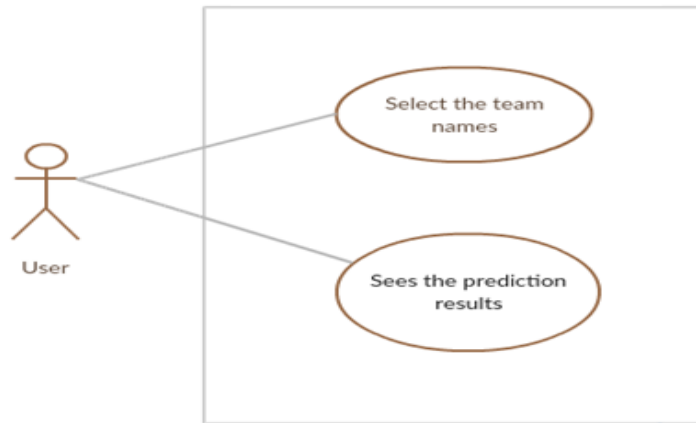 Select the team
names
User
Sees the prediction
results